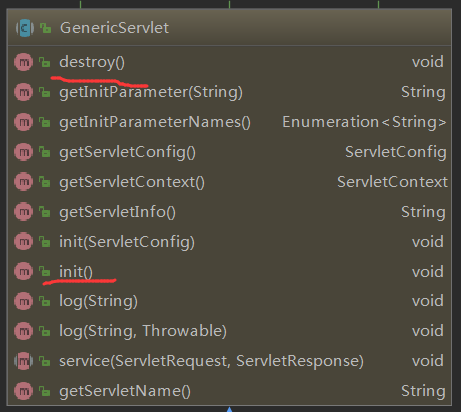 GenericServlet
destroy() void
getInitParameter(String) String
getInitParameterNames() Enumeration<String>
getServletConfig() ServletConfig
getServletContext() ServletContext
getServletInfo() String
init(ServletConfig) void
init() void
log(String) void
log(String, Throwable) void
service(ServletRequest, ServletResponse) void
getServletName() String